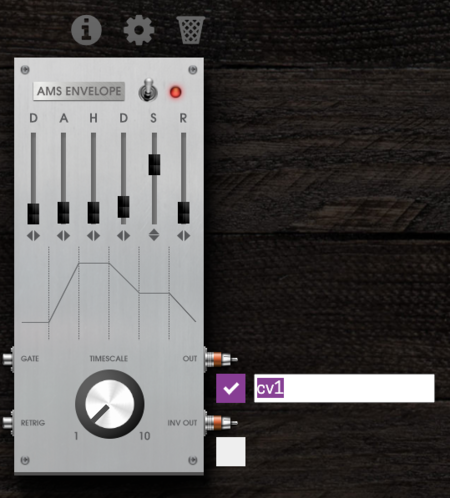 AMS ENVELOPE
D A H D S R
GATE TIMESCALE OUT
cv1
RETRIG 1 10 INV OUT